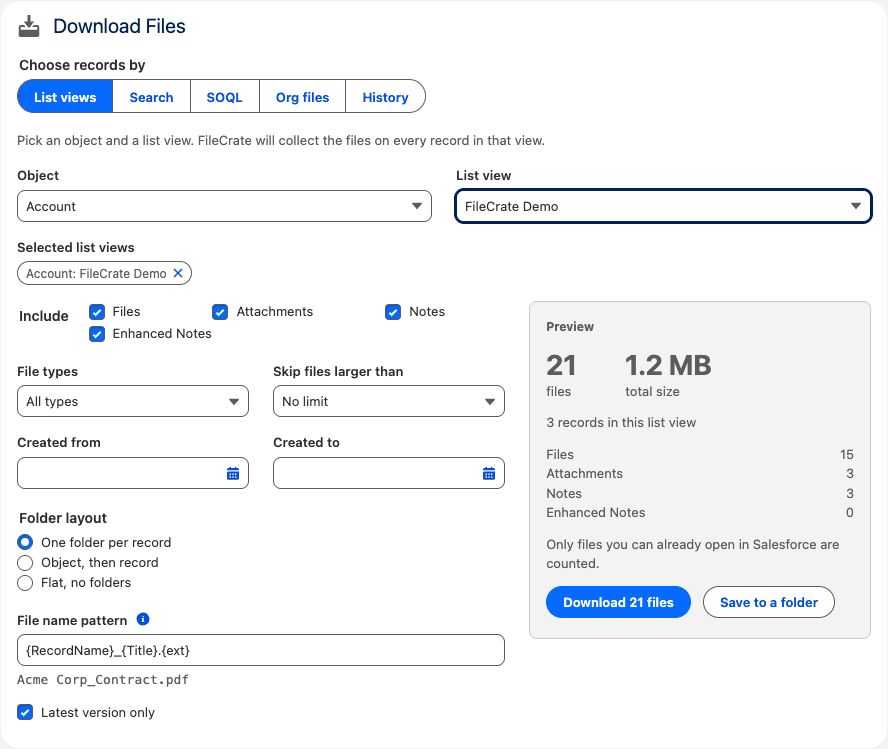 Download Files
Choose records by
List views
Search
SOQL
Org files
History
Pick an object and a list view. FileCrate will collect the files on every record in that view.
Object
List view
Account
FileCrate Demo
Selected list views
Account: FileCrate Demo
Include
Files
Attachments
Notes
Enhanced Notes
File types
Skip files larger than
All types
No limit
Created from
Created to
Folder layout
One folder per record
Object, then record
Flat, no folders
File name pattern
{RecordName}_{Title}.{ext}
Acme Corp_Contract.pdf
Latest version only
Preview
21 1.2 MB
files total size
3 records in this list view
Files 15
Attachments 3
Notes 3
Enhanced Notes 0
Only files you can already open in Salesforce are
counted.
Download 21 files
Save to a folder